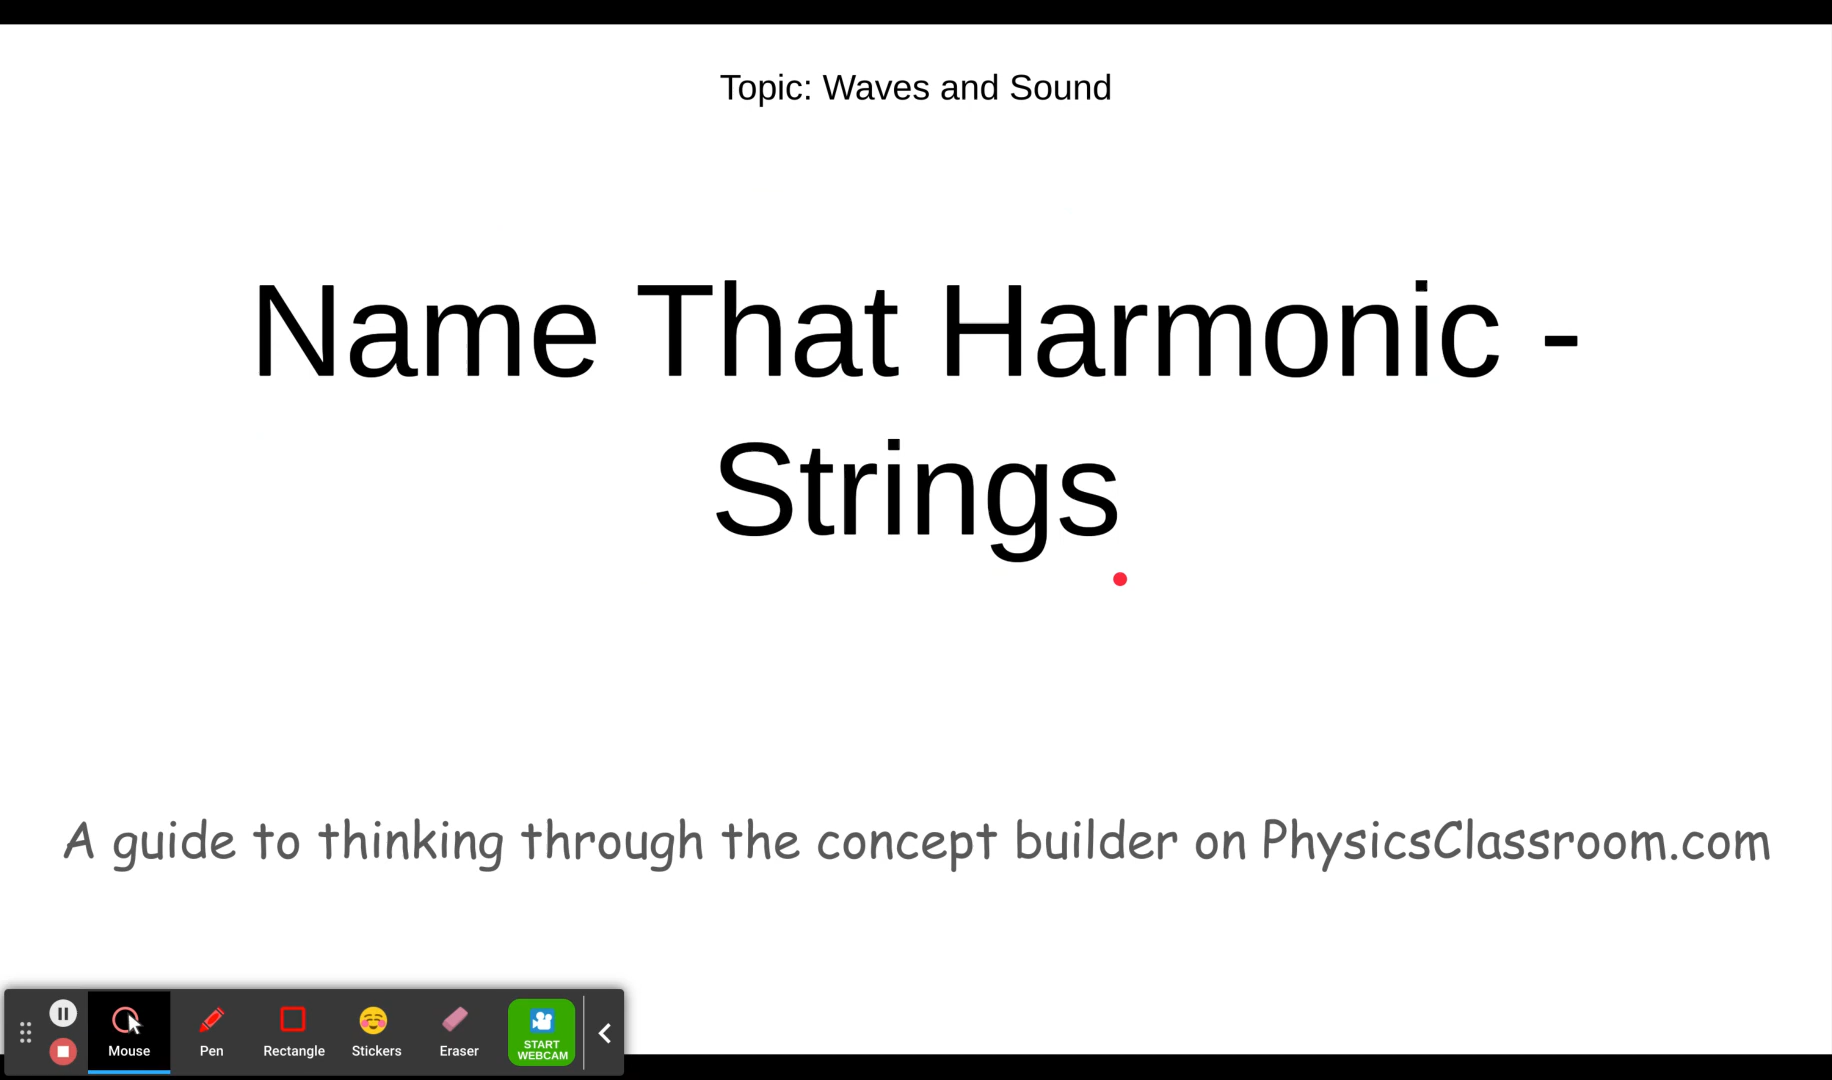 Topic: Waves and Sound
Name That Harmonic -
Strings
A guide to thinking through the concept builder on PhysicsClassroom.com
Mouse
Pen
Rectangle
Stickers
Eraser
START
WEBCAM